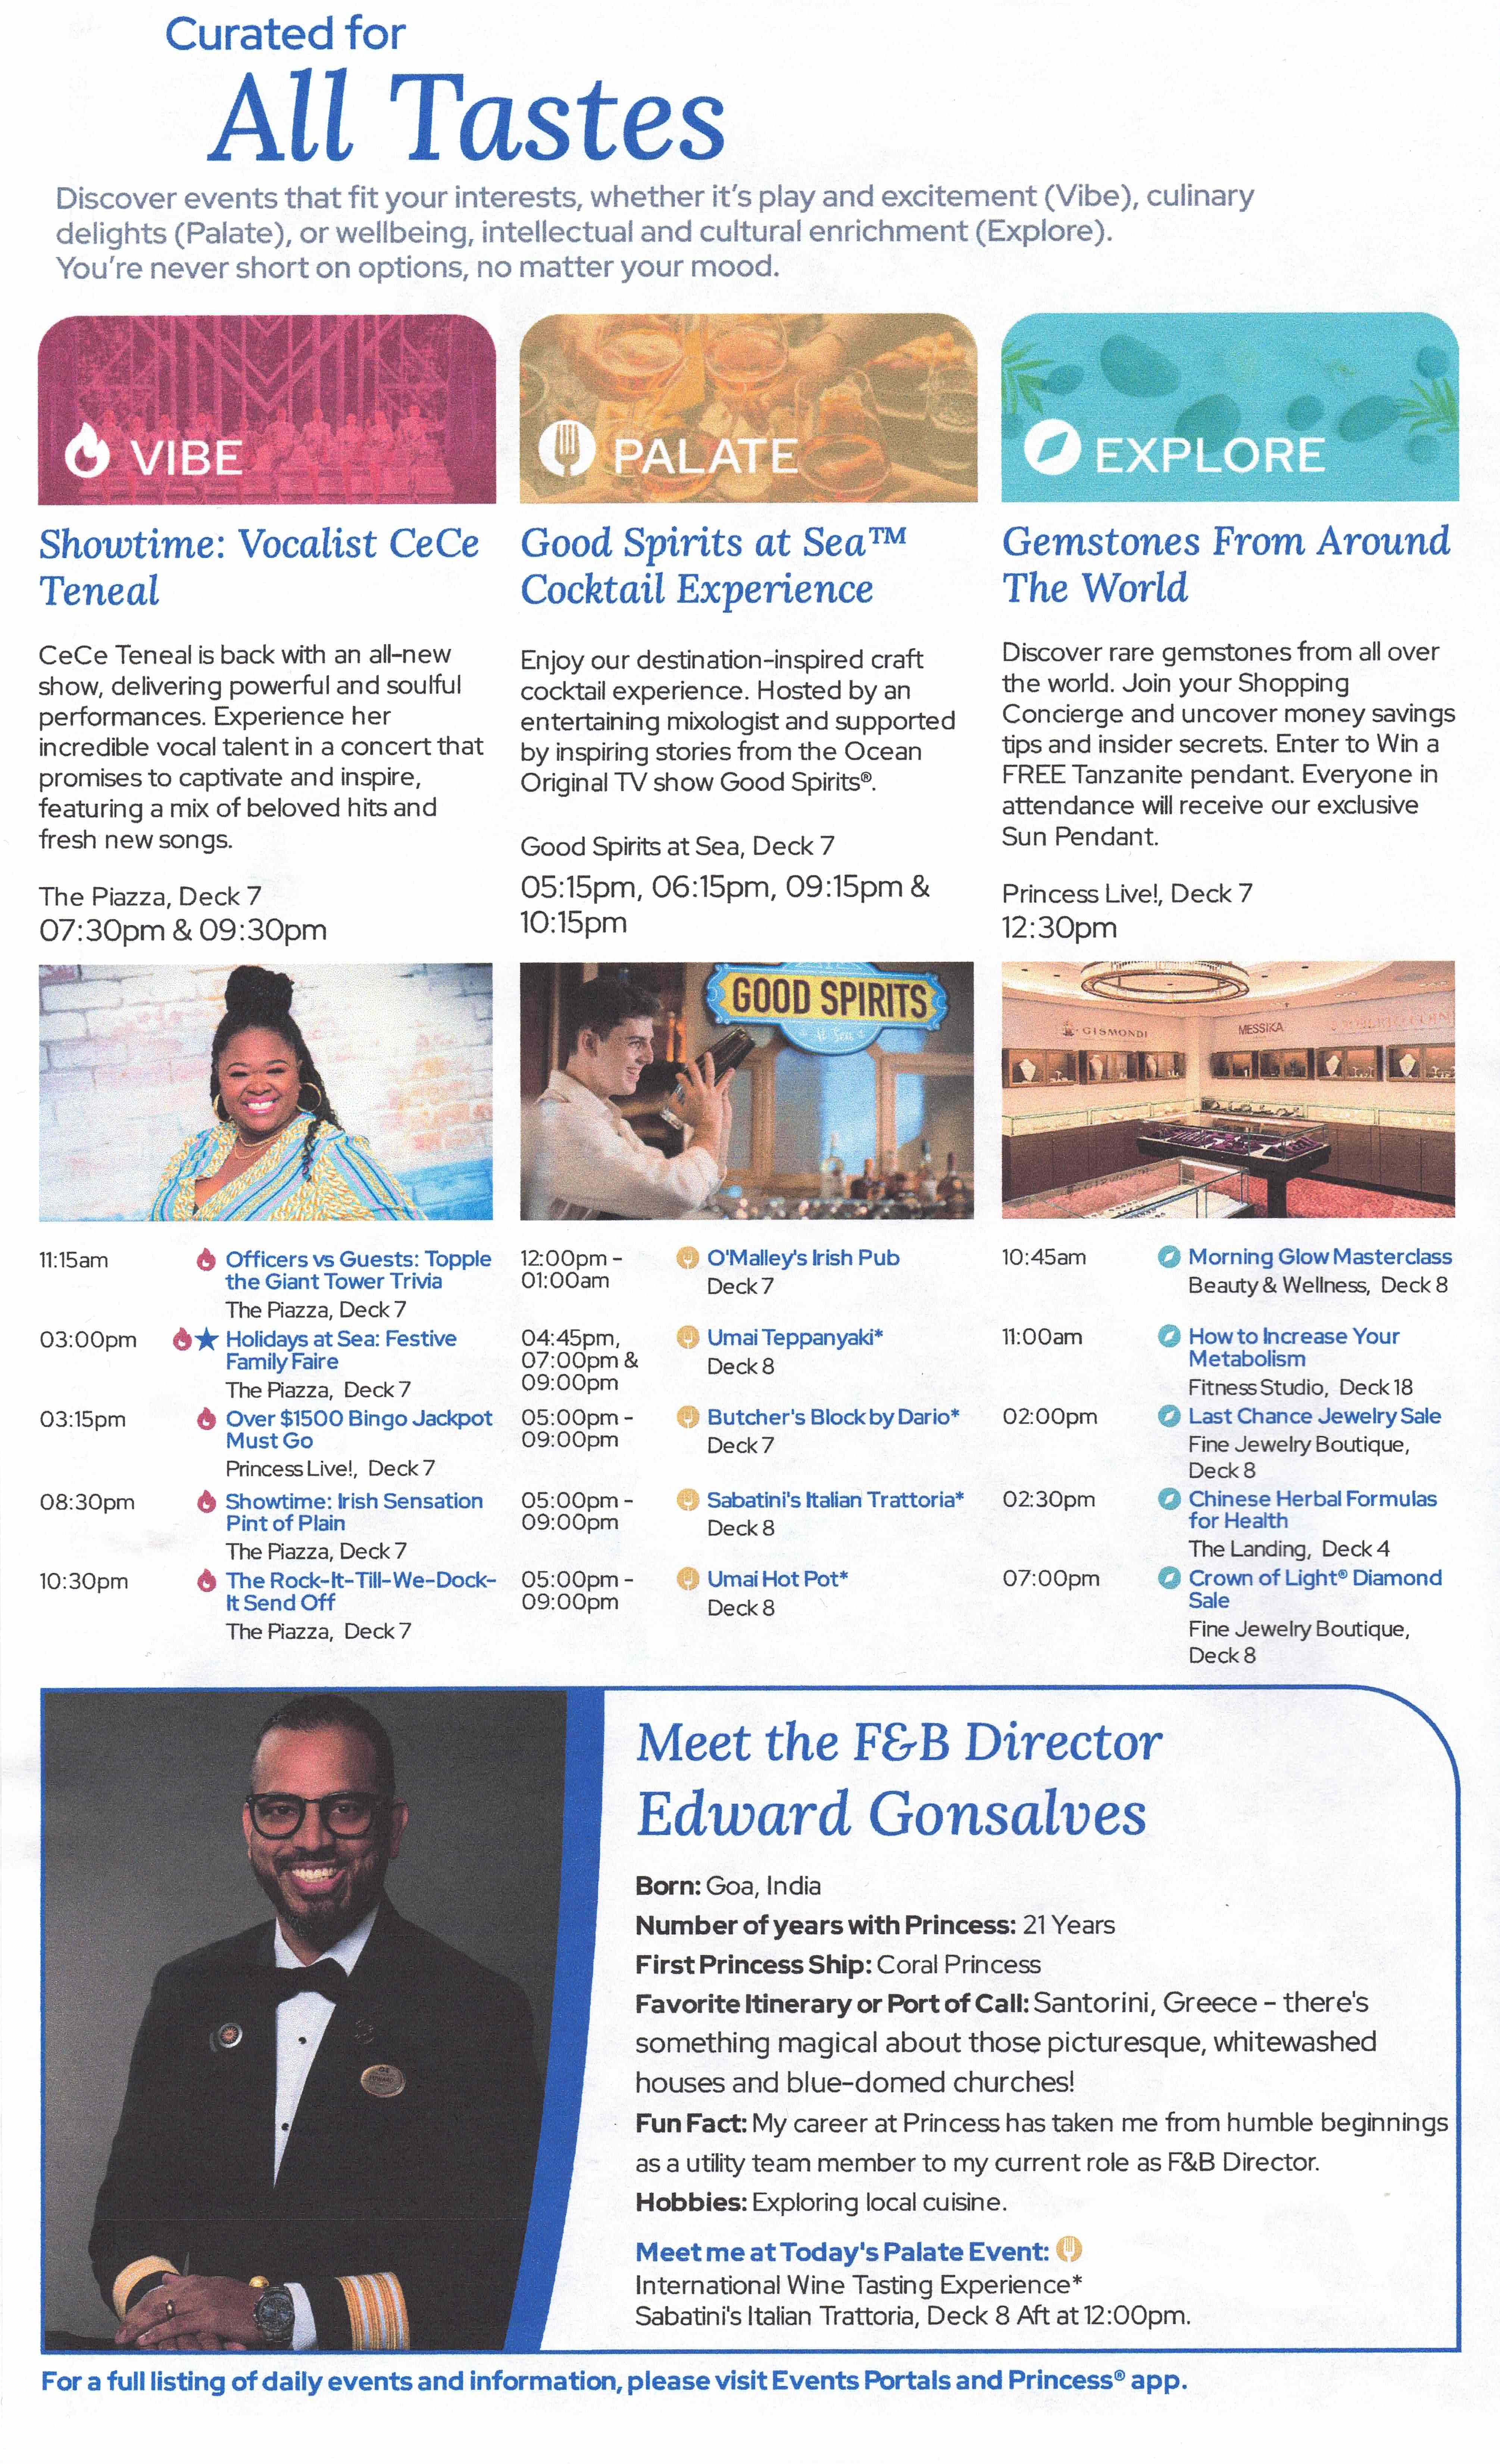 Curated for
All Tastes
Discover events that fit your interests, whether it's play and excitement (Vibe), culinary
delights (Palate), or wellbeing, intellectual and cultural enrichment (Explore).
You're never short on options, no matter your mood.
VIBE
Showtime: Vocalist CeCe
Teneal
CeCe Teneal is back with an all-new
show, delivering powerful and soulful
performances. Experience her
incredible vocal talent in a concert that
promises to captivate and inspire,
featuring a mix of beloved hits and
fresh new songs.
The Piazza, Deck 7
07:30pm & 09:30pm
11:15am
Officers vs Guests: Topple
the Giant Tower Trivia
The Piazza, Deck 7
03:00pm
Holidays at Sea: Festive
Family Faire
The Piazza, Deck 7
03:15pm
Over $1500 Bingo Jackpot
Must Go
Princess Live!, Deck 7
08:30pm
Showtime: Irish Sensation
Pint of Plain
The Piazza, Deck 7
10:30pm
The Rock-It-Till-We-Dock-
It Send Off
The Piazza, Deck 7
PALATE
Good Spirits at Sea™
Cocktail Experience
Enjoy our destination-inspired craft
cocktail experience. Hosted by an
entertaining mixologist and supported
by inspiring stories from the Ocean
Original TV show Good Spirits®.
Good Spirits at Sea, Deck 7
05:15pm, 06:15pm, 09:15pm &
10:15pm
GOOD SPIRITS
At Sea
12:00pm -
01:00am
O'Malley's Irish Pub
Deck 7
04:45pm,
07:00pm &
09:00pm
Umai Teppanyaki*
Deck 8
05:00pm -
09:00pm
Butcher's Block by Dario*
Deck 7
05:00pm -
09:00pm
Sabatini's Italian Trattoria*
Deck 8
05:00pm -
09:00pm
Umai Hot Pot*
Deck 8
EXPLORE
Gemstones From Around
The World
Discover rare gemstones from all over
the world. Join your Shopping
Concierge and uncover money savings
tips and insider secrets. Enter to Win a
FREE Tanzanite pendant. Everyone in
attendance will receive our exclusive
Sun Pendant.
Princess Live!, Deck 7
12:30pm
GISMONDI
MESSIKA
10:45am
Morning Glow Masterclass
Beauty & Wellness, Deck 8
11:00am
How to Increase Your
Metabolism
Fitness Studio, Deck 18
02:00pm
Last Chance Jewelry Sale
Fine Jewelry Boutique,
Deck 8
02:30pm
Chinese Herbal Formulas
for Health
The Landing, Deck 4
07:00pm
Crown of Light® Diamond
Sale
Fine Jewelry Boutique,
Deck 8
Meet the F&B Director
Edward Gonsalves
Born: Goa, India
Number of years with Princess: 21 Years
First Princess Ship: Coral Princess
Favorite Itinerary or Port of Call: Santorini, Greece – there's
something magical about those picturesque, whitewashed
houses and blue-domed churches!
Fun Fact: My career at Princess has taken me from humble beginnings
as a utility team member to my current role as F&B Director.
Hobbies: Exploring local cuisine.
Meet me at Today's Palate Event:
International Wine Tasting Experience*
Sabatini's Italian Trattoria, Deck 8 Aft at 12:00pm.
For a full listing of daily events and information, please visit Events Portals and Princess® app.